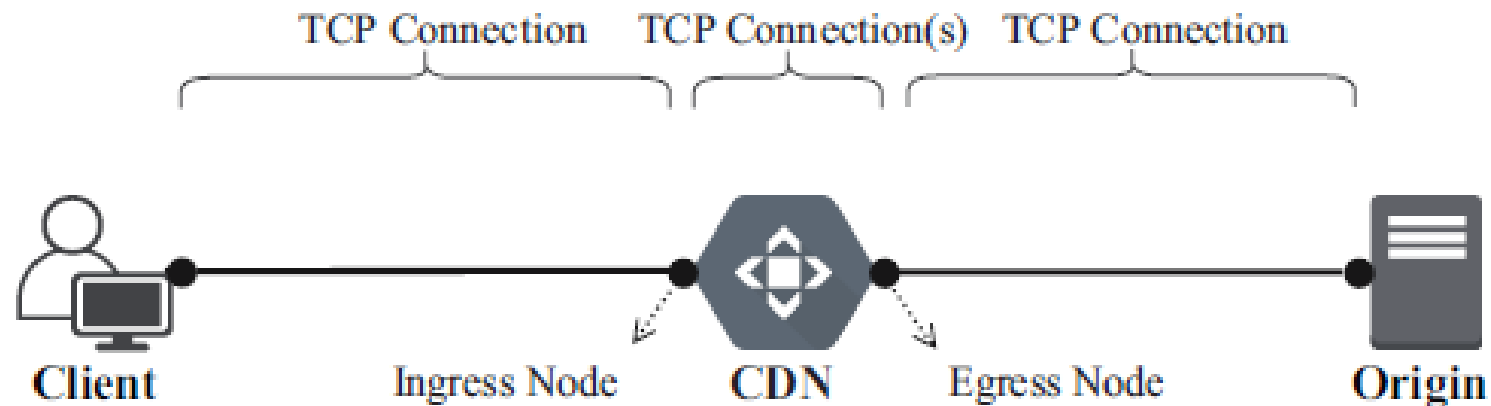 TCP Connection TCP Connection(s) TCP Connection
Ingress Node Egress Node
Client CDN Origin